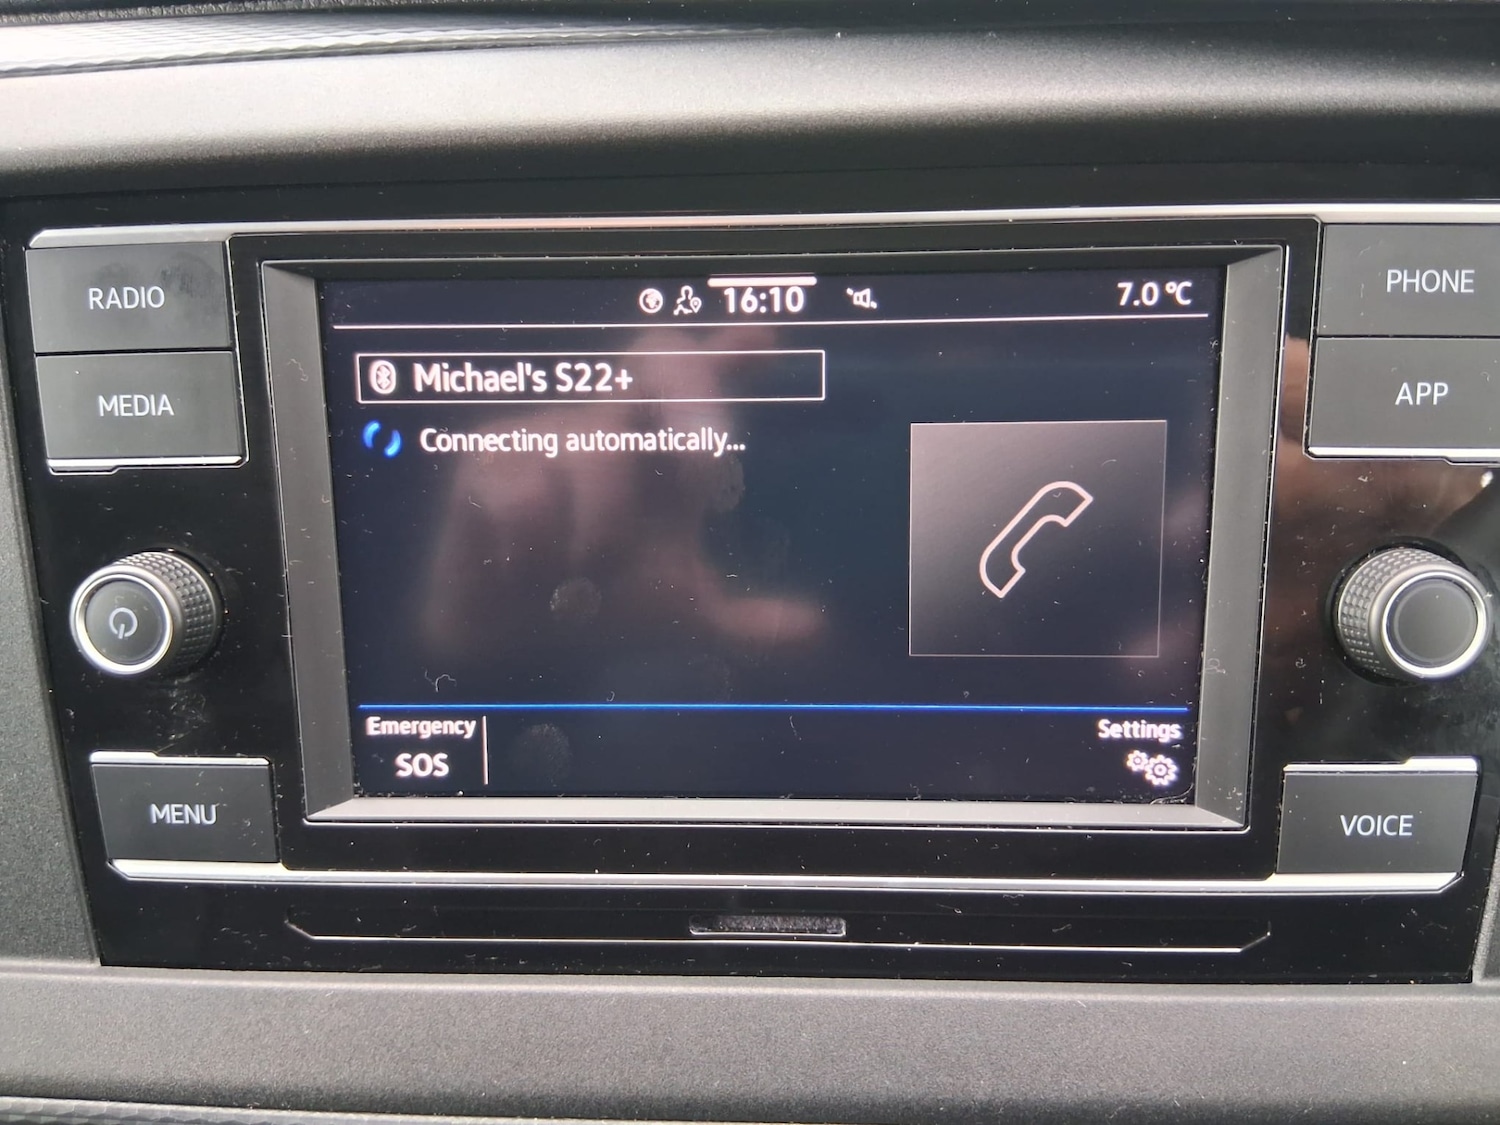 RADIO
MEDIA
MENU
16:10
7.0 °C
Michael's S22+
Connecting automatically...
Emergency
SOS
Settings
PHONE
APP
VOICE